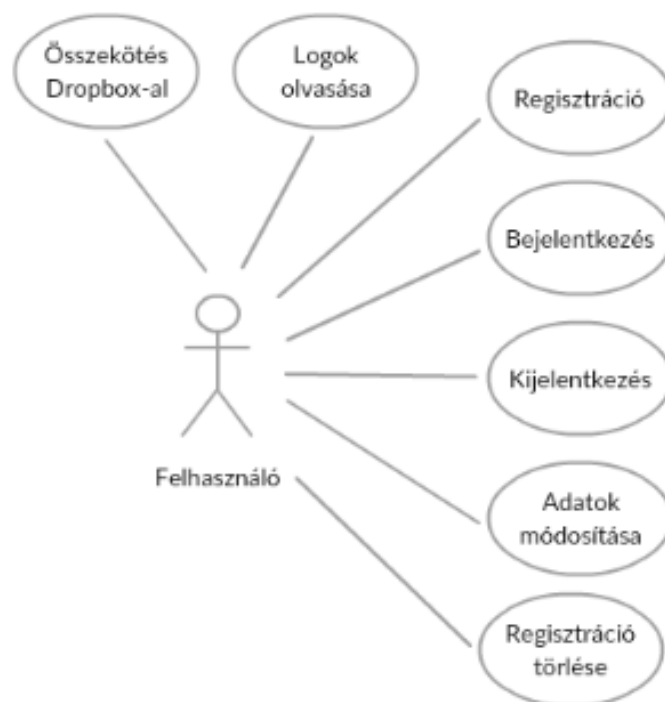 Összekötés
Dropbox-al
Logok
olvasása
Regisztráció
Bejelentkezés
Kijelentkezés
Felhasználó
Adatok
módosítása
Regisztráció
törlése